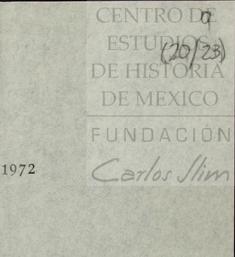 CENTRO DE
ESTUDIOS
(20/23)
DE HISTORIA
DE MEXICO
FUNDACIÓN
1972
Carlos Slim